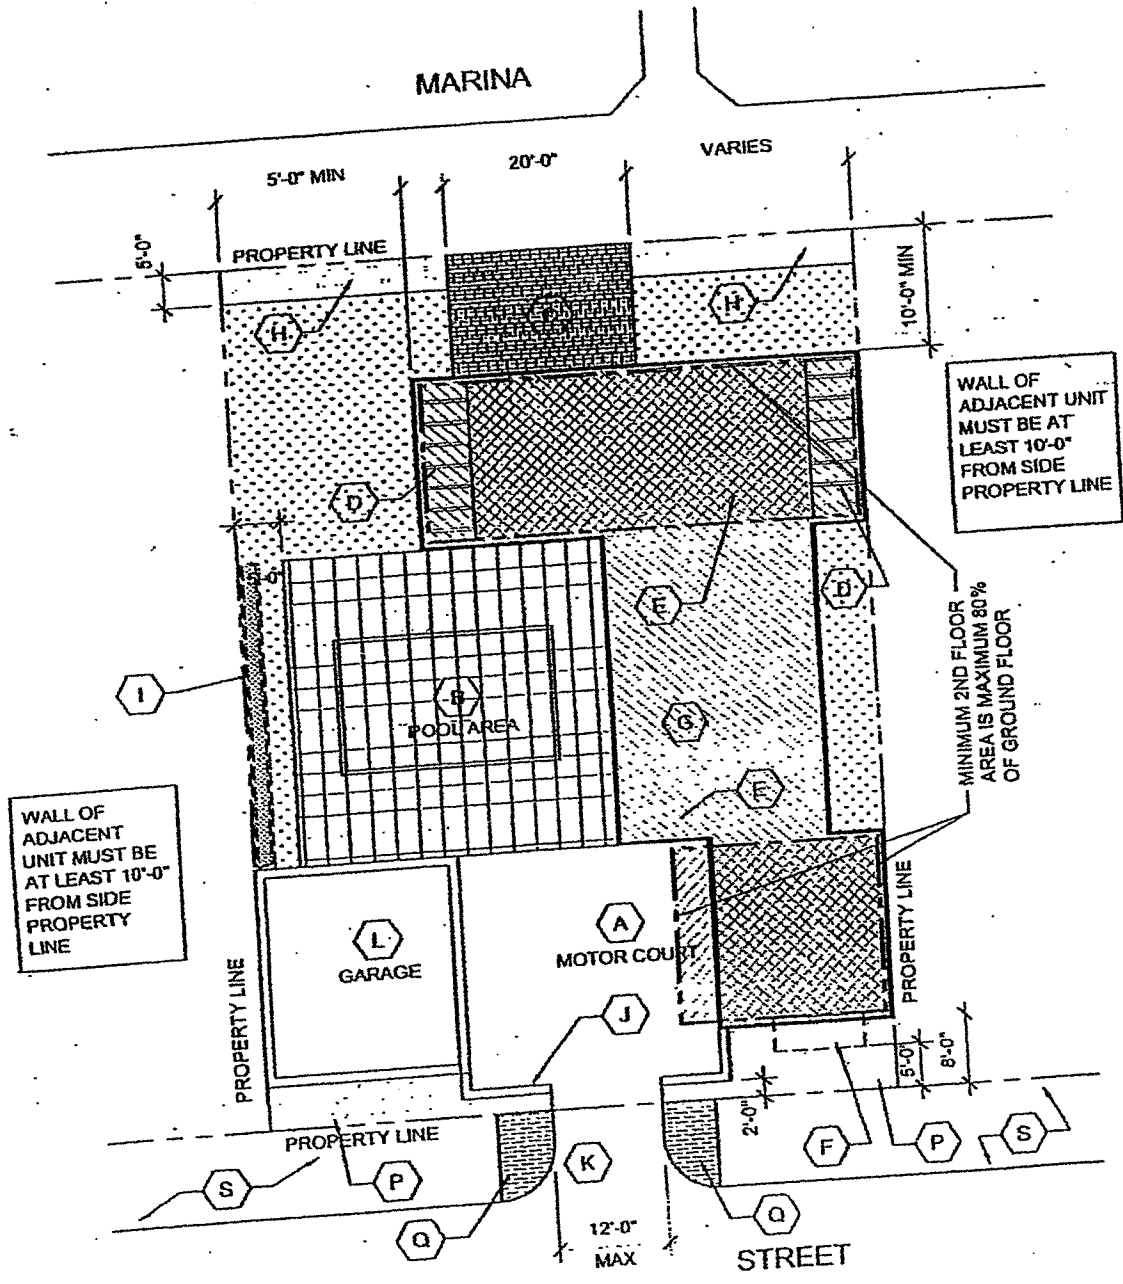 MARINA
5'-0" MIN
20'-0"
VARIES
5'-0"
PROPERTY LINE
10'-0" MIN
H
H
WALL OF
ADJACENT UNIT
MUST BE AT
LEAST 10'-0"
FROM SIDE
PROPERTY LINE
D
E
D
B
POOL AREA
G
I
E
MINIMUM 2ND FLOOR
AREA IS MAXIMUM 80%
OF GROUND FLOOR
WALL OF
ADJACENT
UNIT MUST BE
AT LEAST 10'-0"
FROM SIDE
PROPERTY
LINE
L
GARAGE
A
MOTOR COURT
PROPERTY LINE
PROPERTY LINE
J
5'-0"
8'-0"
2'-0"
PROPERTY LINE
S
P
K
F
P
S
Q
Q
12'-0"
MAX
STREET